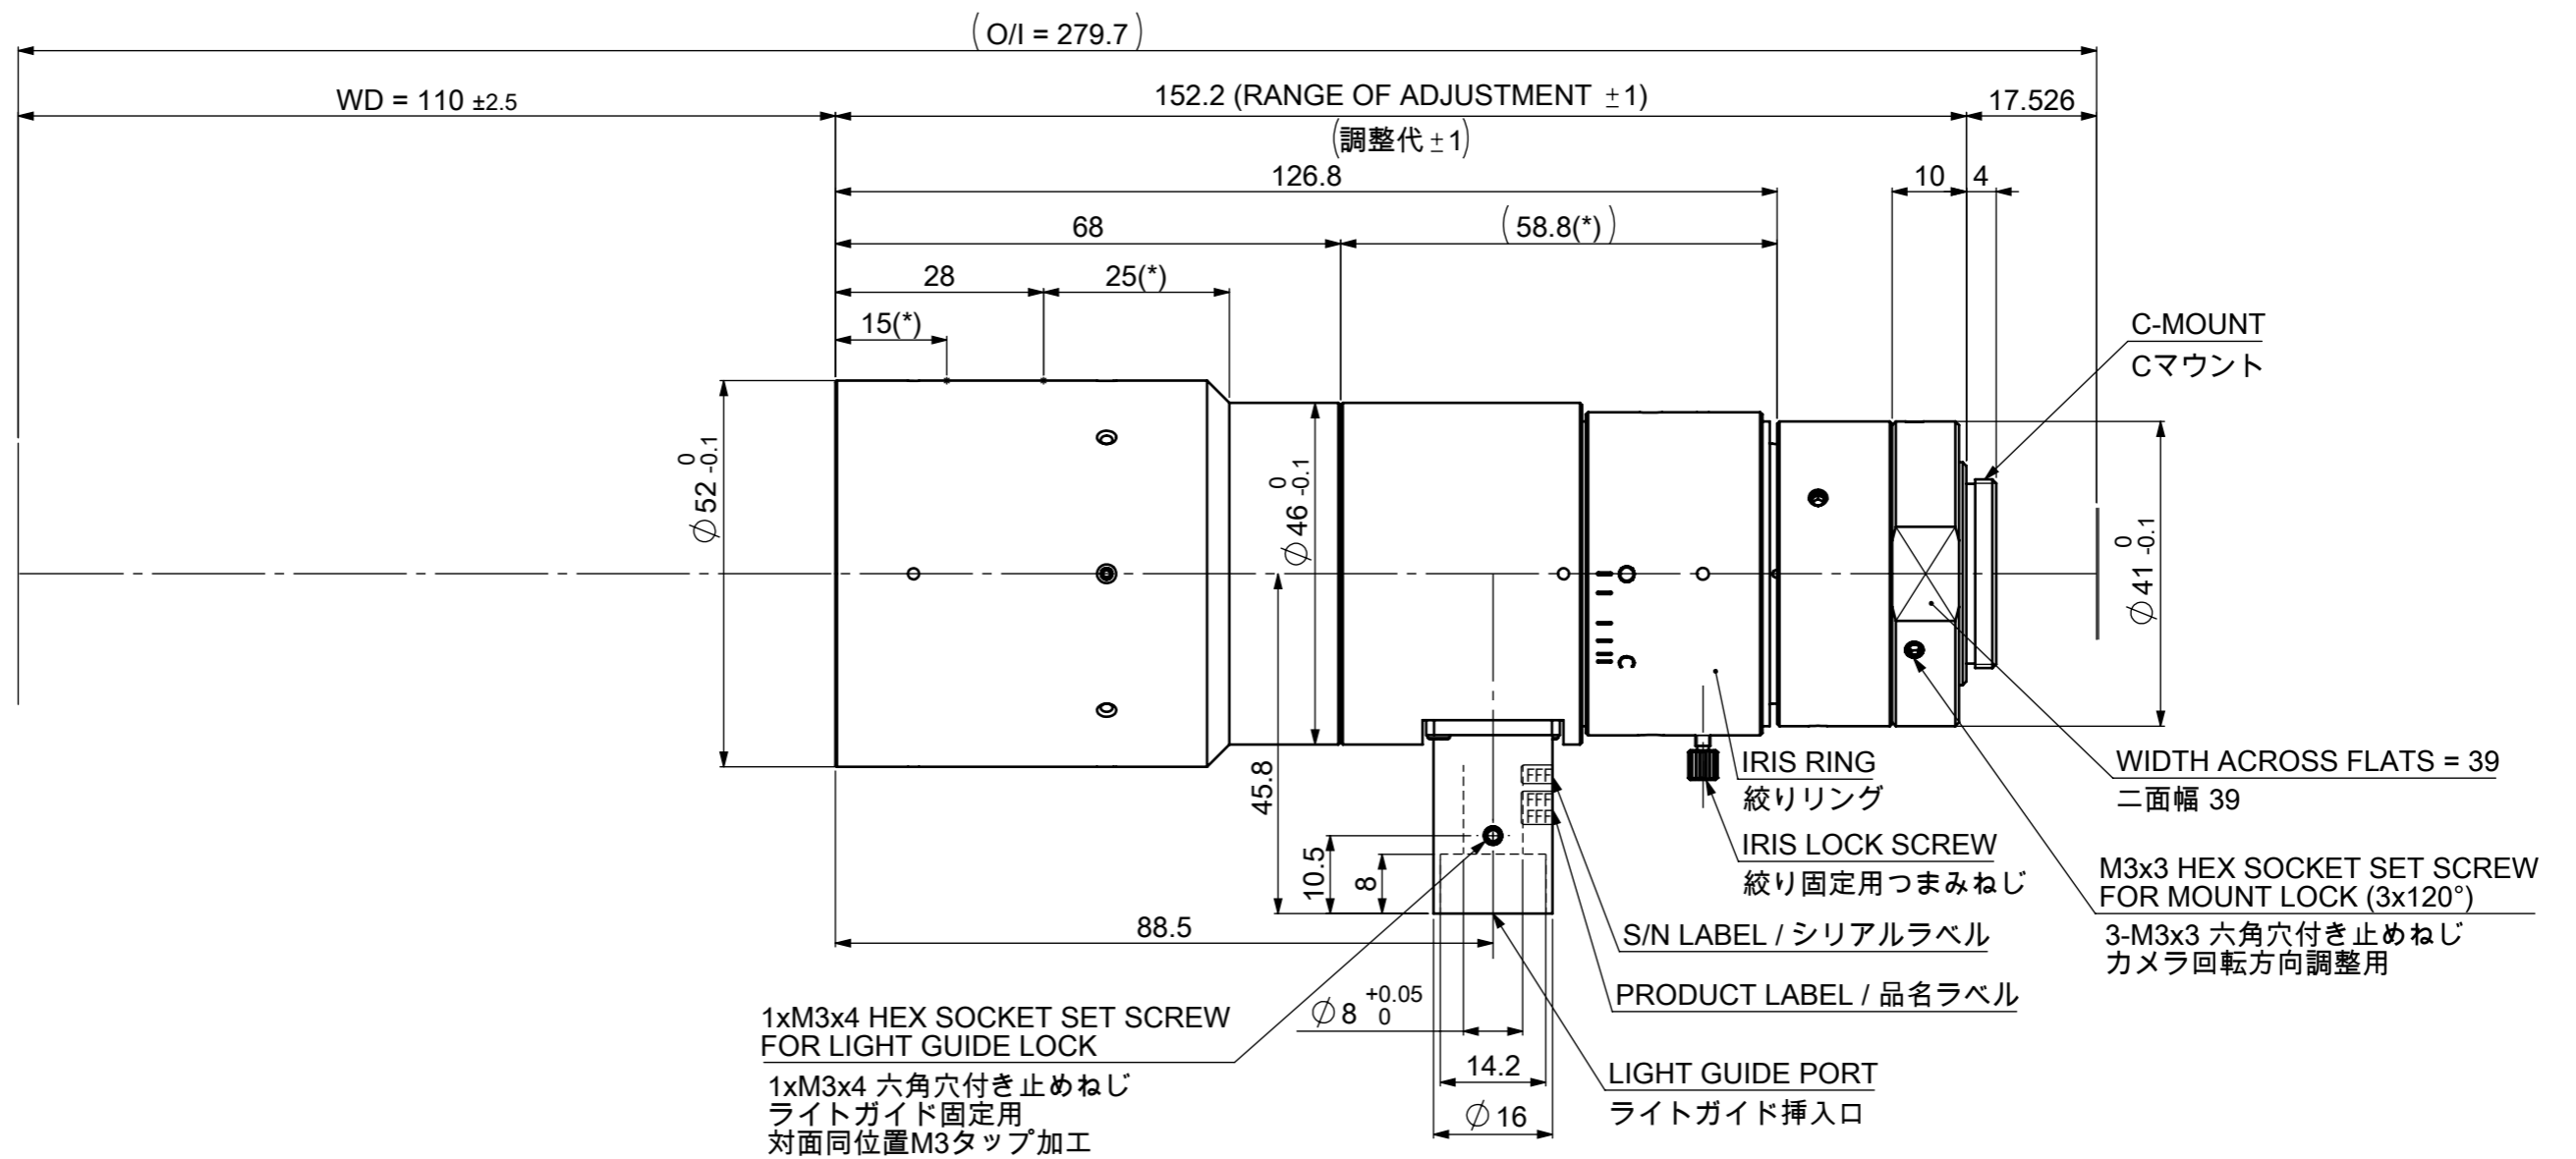 (O/I = 279.7)
WD = 110 ±2.5
152.2 (RANGE OF ADJUSTMENT ±1)
(調整代±1)
17.526
126.8
10
4
68
(58.8(*))
28
25(*)
15(*)
C-MOUNT
Cマウント
⌀52 0 -0.1
⌀46 0 -0.1
⌀41 0 -0.1
O
C
45.8
10.5
8
88.5
FFF
FFF
FFF
IRIS RING
絞りリング
WIDTH ACROSS FLATS = 39
二面幅 39
IRIS LOCK SCREW
絞り固定用つまみねじ
M3x3 HEX SOCKET SET SCREW
FOR MOUNT LOCK (3x120°)
3-M3x3 六角穴付き止めねじ
カメラ回転方向調整用
S/N LABEL / シリアルラベル
PRODUCT LABEL / 品名ラベル
⌀8 +0.05 0
1xM3x4 HEX SOCKET SET SCREW
FOR LIGHT GUIDE LOCK
1xM3x4 六角穴付き止めねじ
ライトガイド固定用
対面同位置M3タップ加工
14.2
⌀16
LIGHT GUIDE PORT
ライトガイド挿入口